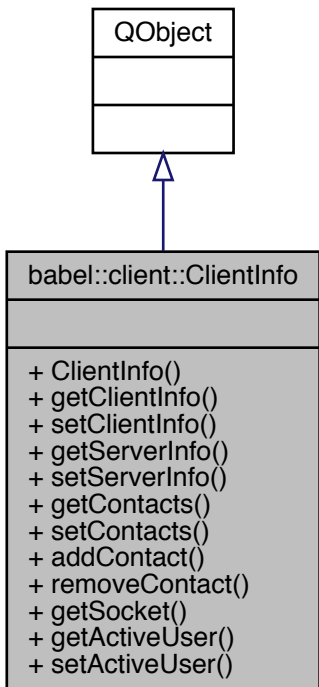 QObject
babel::client::ClientInfo
+ ClientInfo()
+ getClientInfo()
+ setClientInfo()
+ getServerInfo()
+ setServerInfo()
+ getContacts()
+ setContacts()
+ addContact()
+ removeContact()
+ getSocket()
+ getActiveUser()
+ setActiveUser()